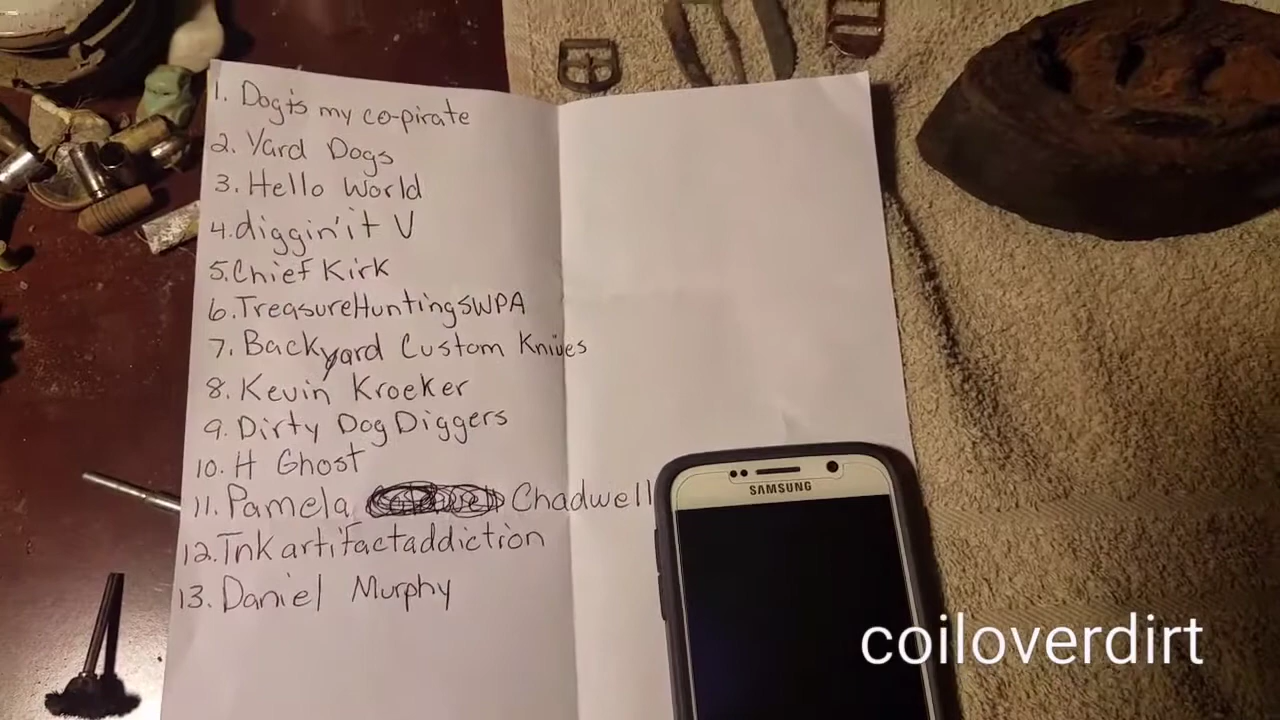 1. Dog is my co-pirate
2. Yard Dogs
3. Hello World
4. diggin' it V
5. Chief Kirk
6. TreasureHuntingSWPA
7. Backyard Custom Knives
8. Kevin Kroeker
9. Dirty Dog Diggers
10. H Ghost
11. Pamela Chadwell
12. Tnk artifactaddiction
13. Daniel Murphy
SAMSUNG
coiloverdirt